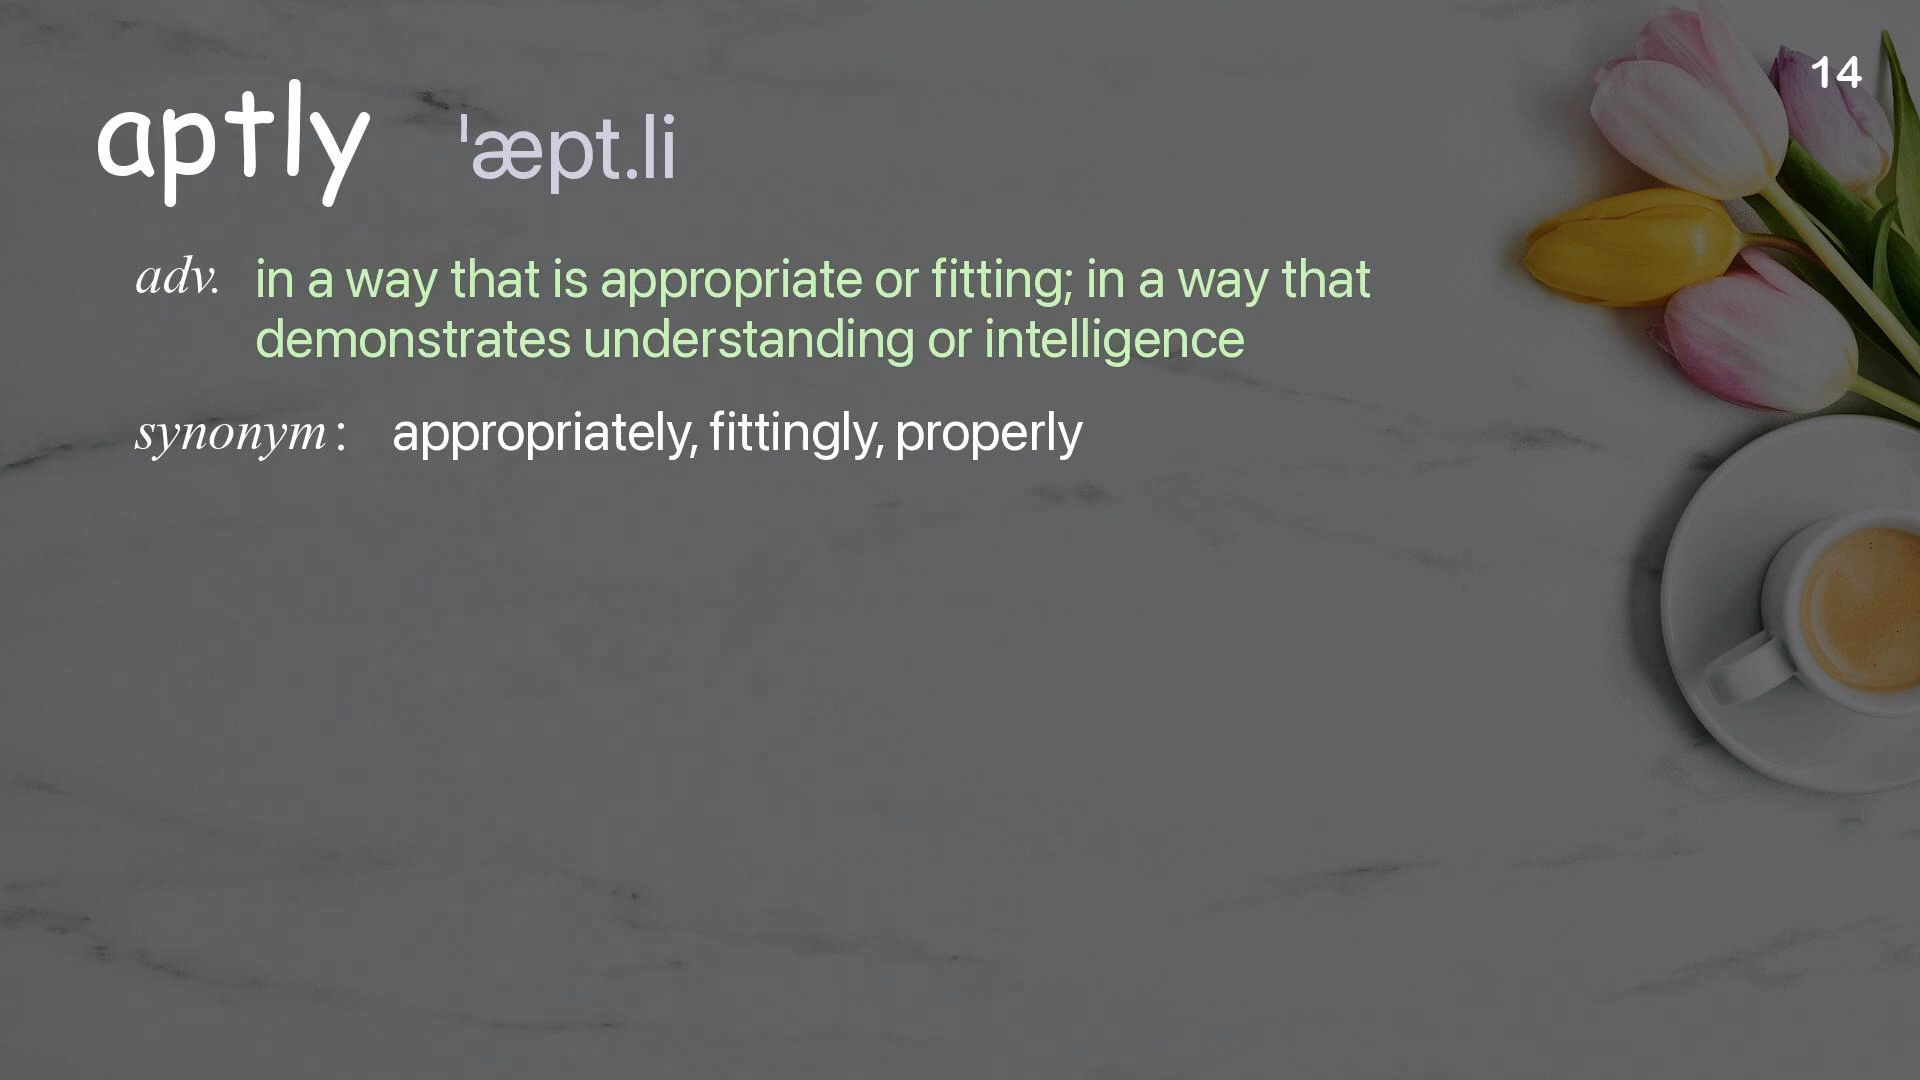 14
aptly ˈæpt.li
adv. in a way that is appropriate or fitting; in a way that
demonstrates understanding or intelligence
synonym: appropriately, fittingly, properly